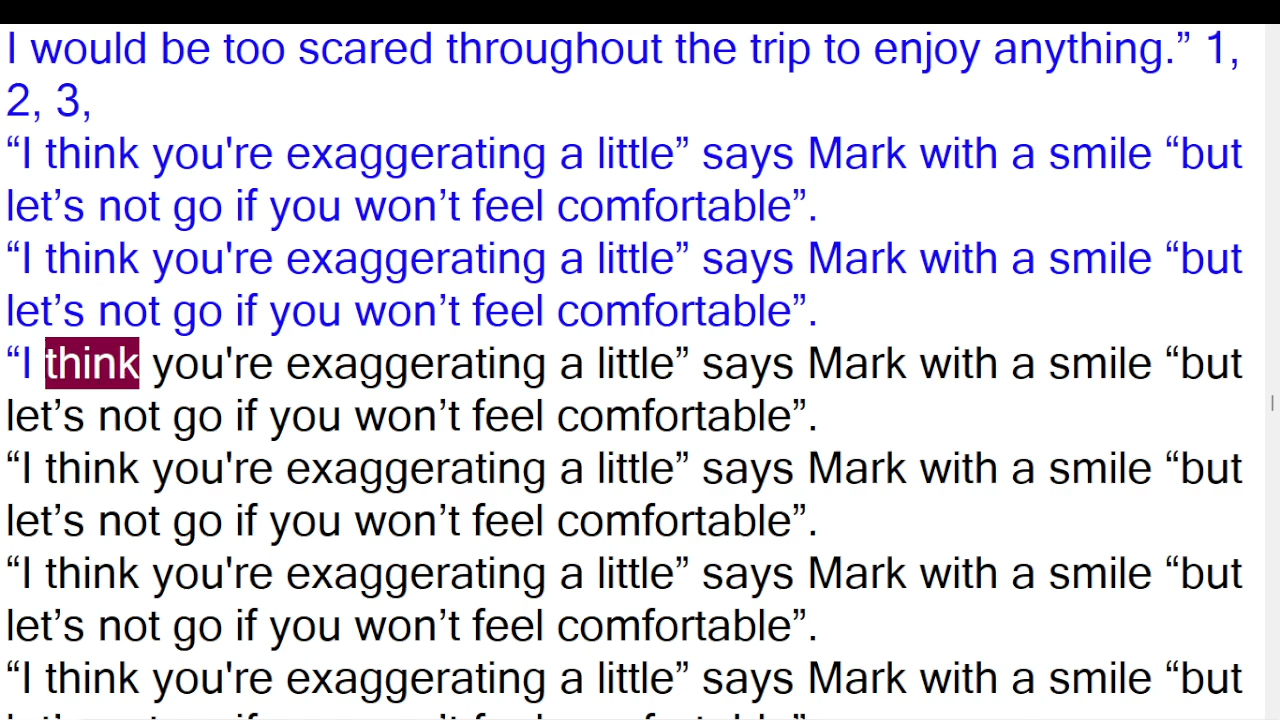 I would be too scared throughout the trip to enjoy anything.” 1,
2, 3,
“I think you're exaggerating a little” says Mark with a smile “but
let’s not go if you won’t feel comfortable”.
“I think you're exaggerating a little” says Mark with a smile “but
let’s not go if you won’t feel comfortable”.
“I think you're exaggerating a little” says Mark with a smile “but
let’s not go if you won’t feel comfortable”.
“I think you're exaggerating a little” says Mark with a smile “but
let’s not go if you won’t feel comfortable”.
“I think you're exaggerating a little” says Mark with a smile “but
let’s not go if you won’t feel comfortable”.
“I think you're exaggerating a little” says Mark with a smile “but